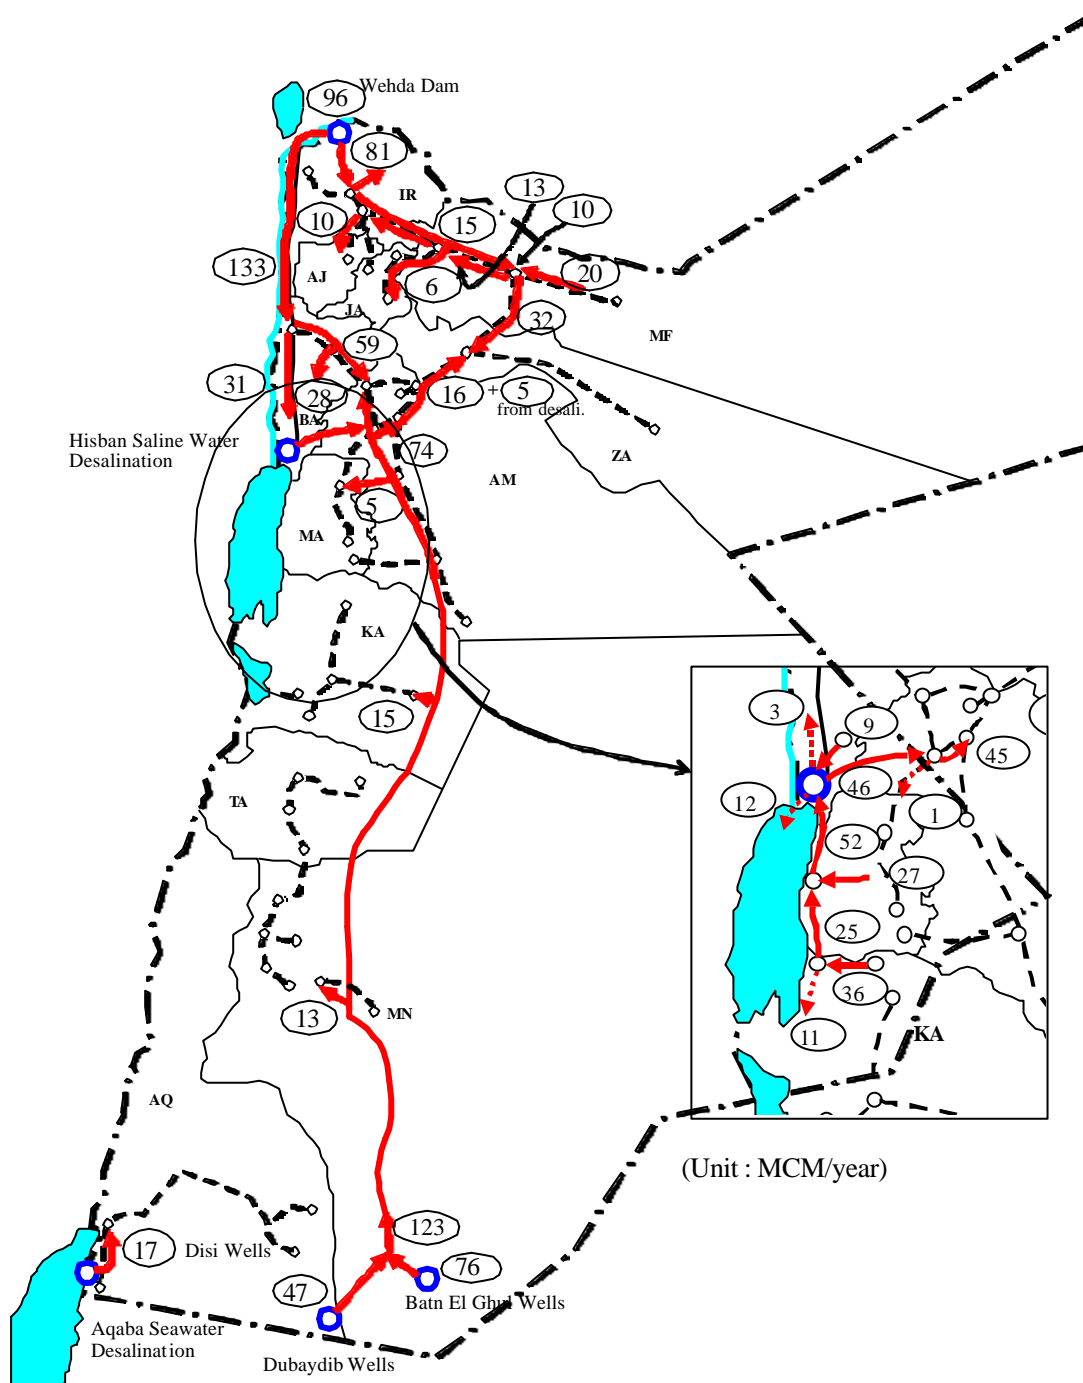 96
Wehda Dam
81
IR
13
10
10
15
133
AJ
6
20
JA
32
59
MF
31
28
16
+
5
from desali.
BA
Hisban Saline Water
Desalination
74
ZA
AM
5
MA
KA
15
3
9
45
46
12
1
TA
52
27
25
36
11
KA
13
MN
AQ
(Unit : MCM/year)
123
17
Disi Wells
76
47
Batn El Ghul Wells
Aqaba Seawater
Desalination
Dubaydib Wells